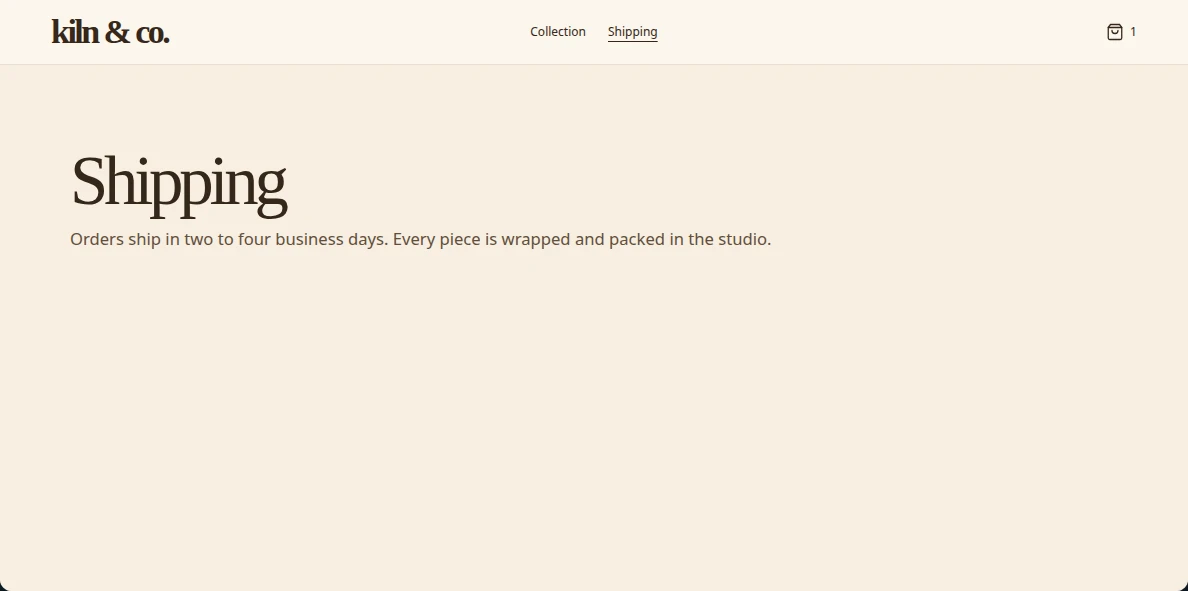 kiln & co.
Collection
Shipping
1
Shipping
Orders ship in two to four business days. Every piece is wrapped and packed in the studio.